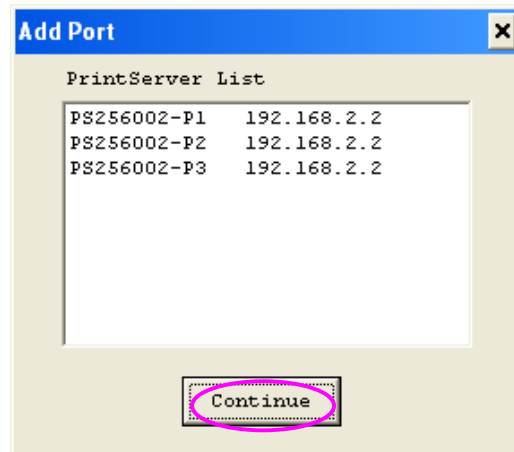 Add Port
PrintServer List
PS256002-P1 192.168.2.2
PS256002-P2 192.168.2.2
PS256002-P3 192.168.2.2
Continue